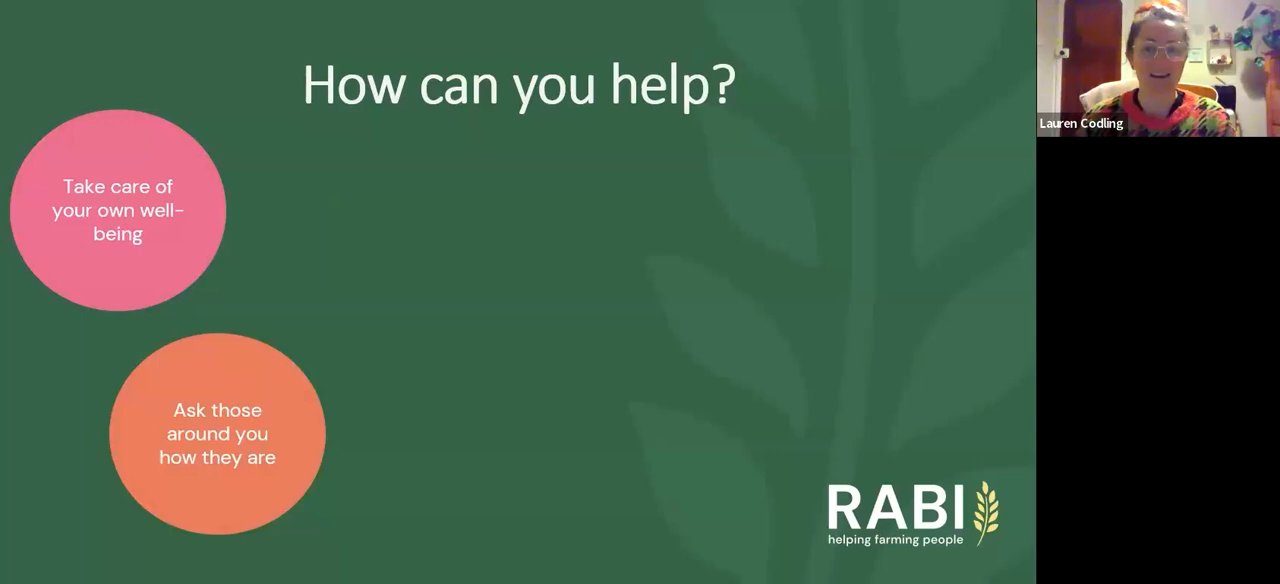 How can you help?
Take care of
your own well-
being
Ask those
around you
how they are
RABI
helping farming people
Lauren Codling